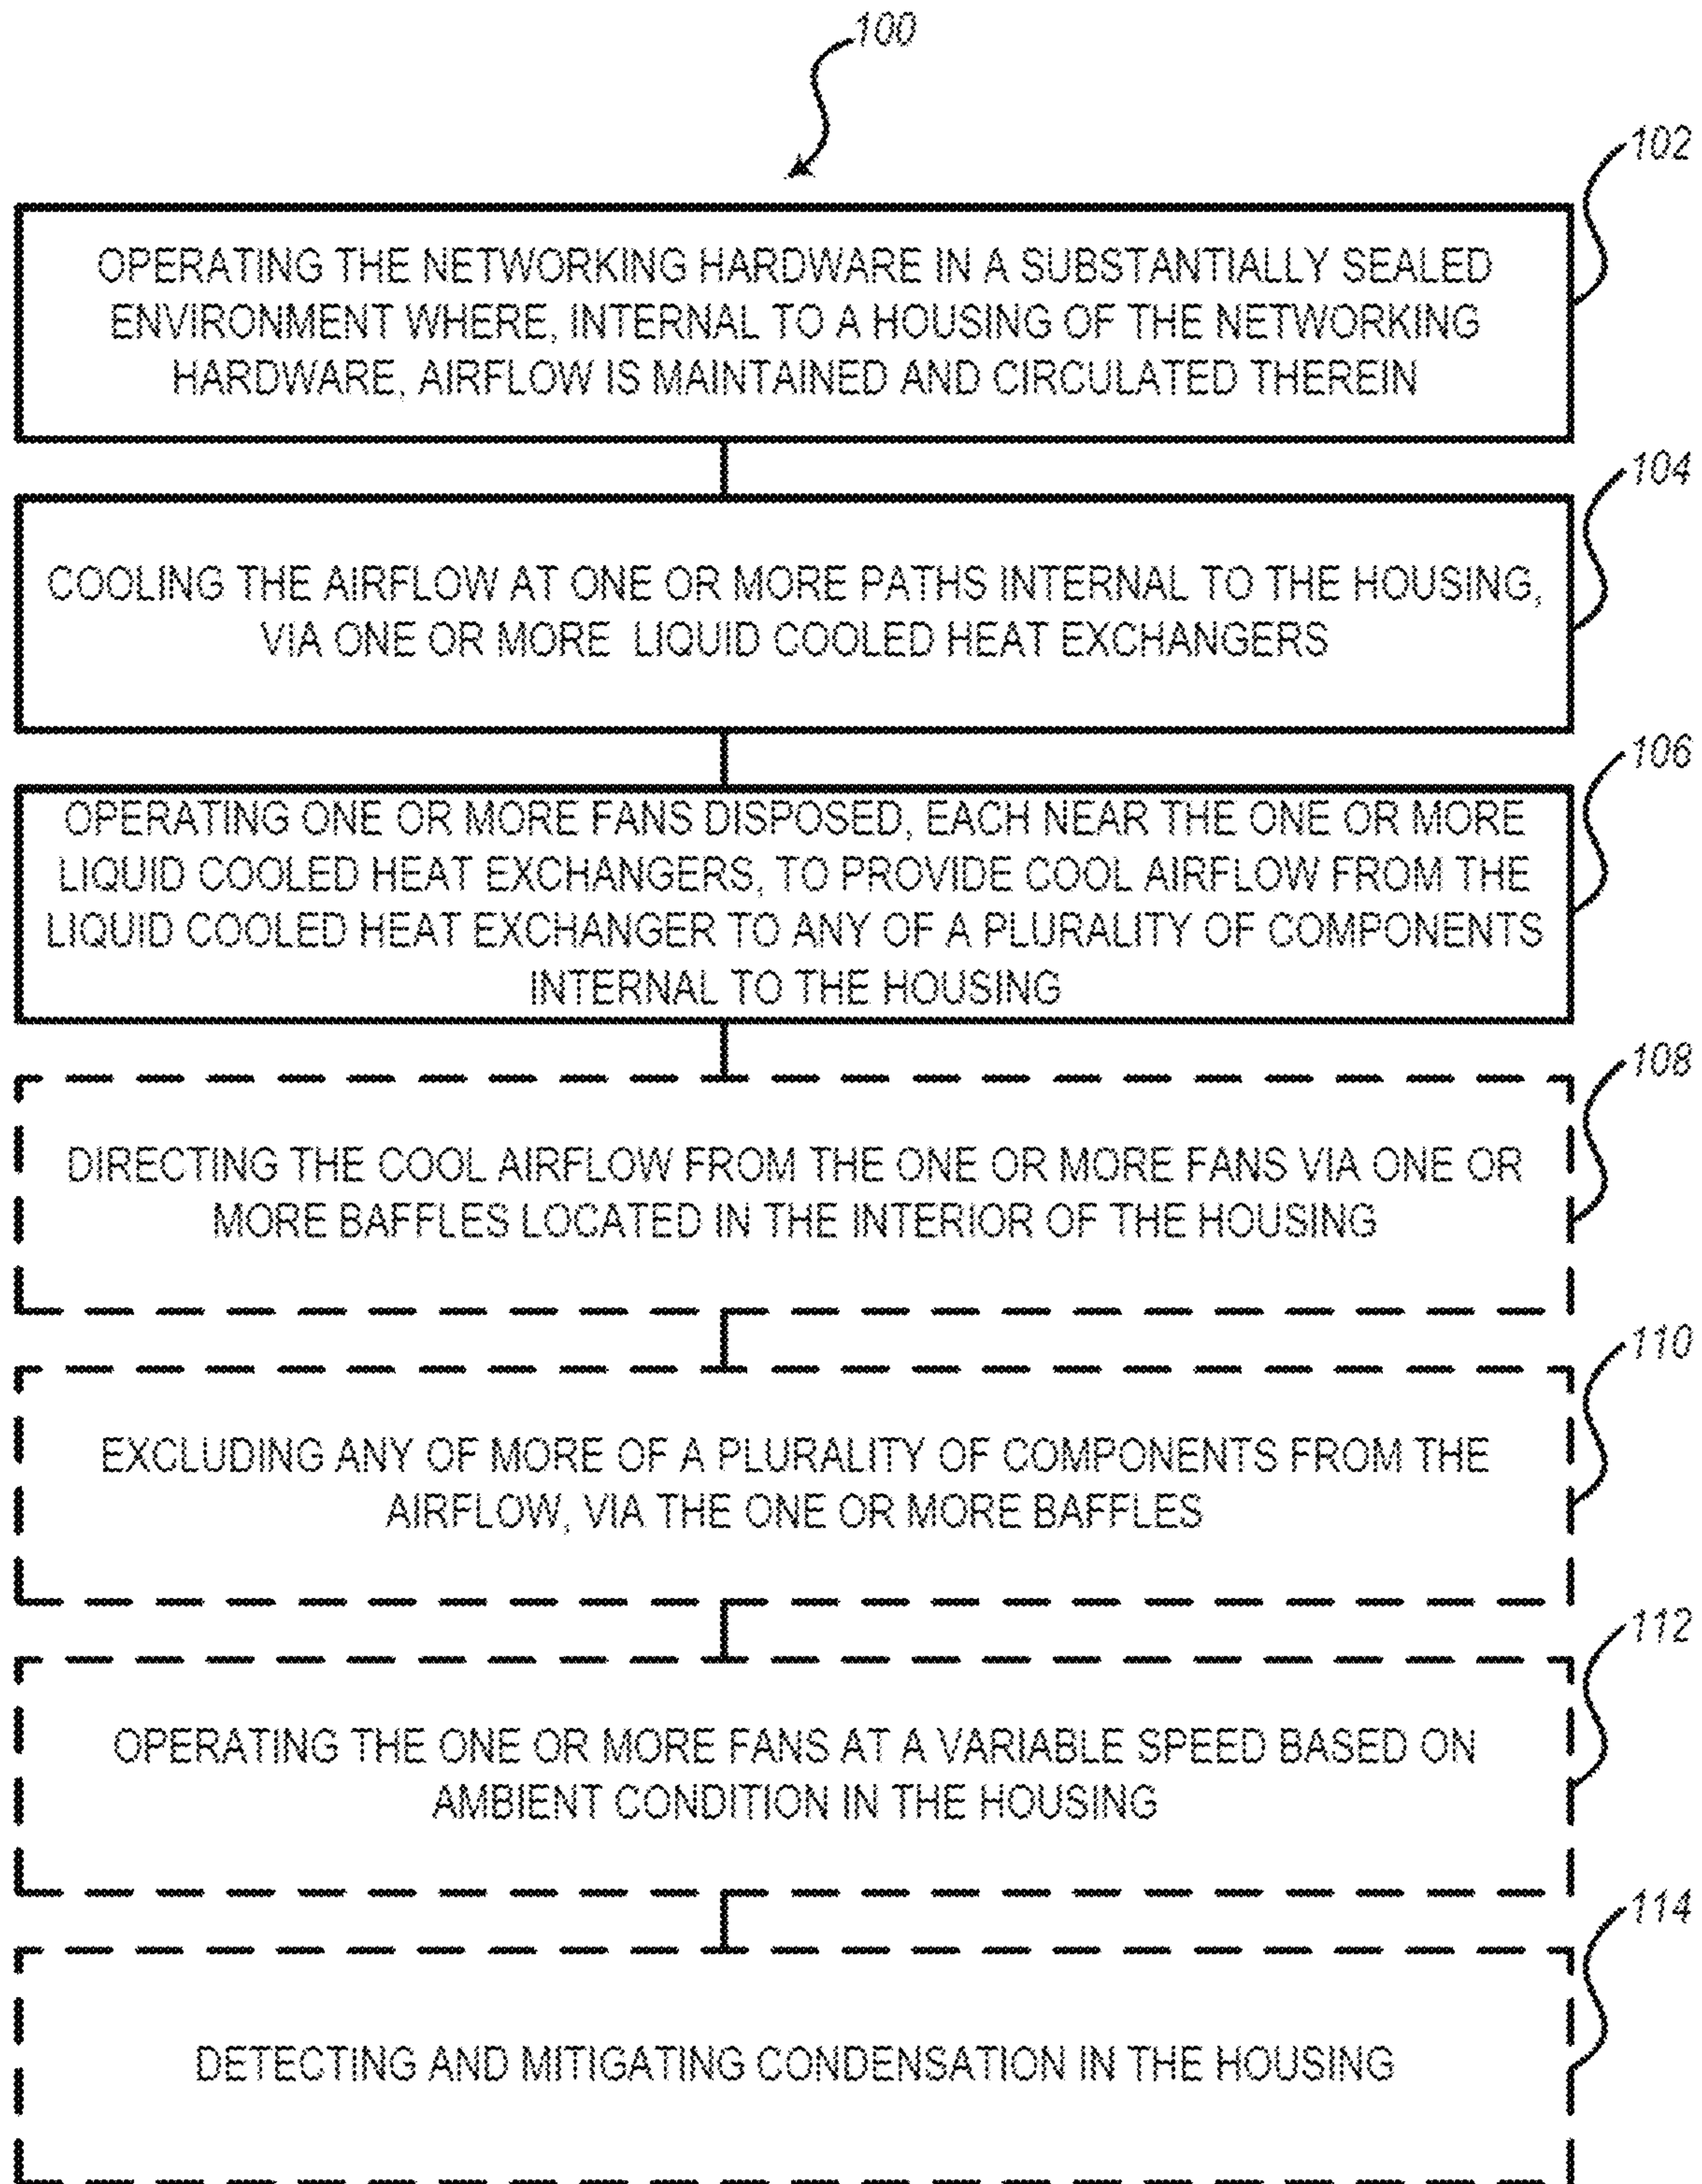 100
102
OPERATING THE NETWORKING HARDWARE IN A SUBSTANTIALLY SEALED
ENVIRONMENT WHERE, INTERNAL TO A HOUSING OF THE NETWORKING
HARDWARE, AIRFLOW IS MAINTAINED AND CIRCULATED THEREIN
104
COOLING THE AIRFLOW AT ONE OR MORE PATHS INTERNAL TO THE HOUSING,
VIA ONE OR MORE LIQUID COOLED HEAT EXCHANGERS
106
OPERATING ONE OR MORE FANS DISPOSED, EACH NEAR THE ONE OR MORE
LIQUID COOLED HEAT EXCHANGERS, TO PROVIDE COOL AIRFLOW FROM THE
LIQUID COOLED HEAT EXCHANGER TO ANY OF A PLURALITY OF COMPONENTS
INTERNAL TO THE HOUSING
108
DIRECTING THE COOL AIRFLOW FROM THE ONE OR MORE FANS VIA ONE OR
MORE BAFFLES LOCATED IN THE INTERIOR OF THE HOUSING
110
EXCLUDING ANY OF MORE OF A PLURALITY OF COMPONENTS FROM THE
AIRFLOW, VIA THE ONE OR MORE BAFFLES
112
OPERATING THE ONE OR MORE FANS AT A VARIABLE SPEED BASED ON
AMBIENT CONDITION IN THE HOUSING
114
DETECTING AND MITIGATING CONDENSATION IN THE HOUSING